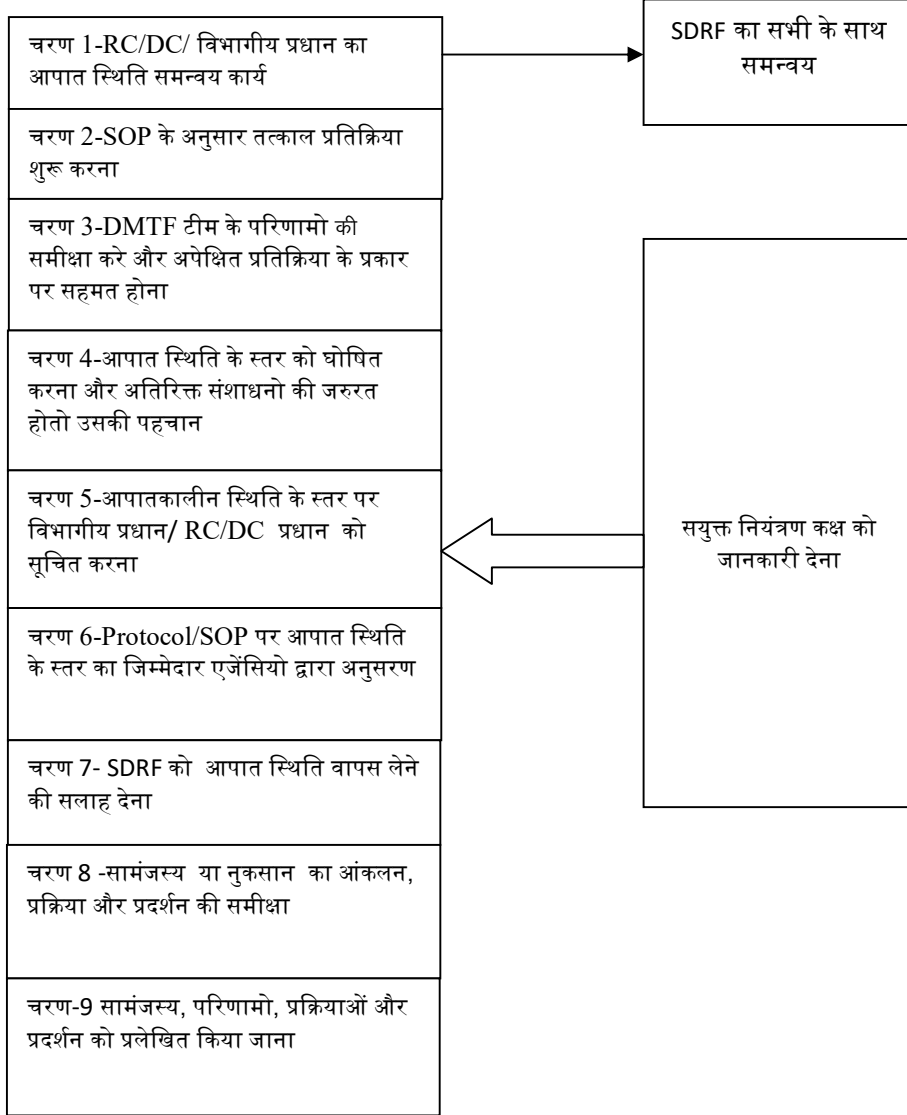 चरण 1-RC/DC/ विभागीय प्रधान का
आपात स्थिति समन्वय कार्य
SDRF का सभी के साथ
समन्वय
चरण 2-SOP के अनुसार तत्काल प्रतिक्रिया
शुरू करना
चरण 3-DMTF टीम के परिणामो की
समीक्षा करे और अपेक्षित प्रतिक्रिया के प्रकार
पर सहमत होना
चरण 4-आपात स्थिति के स्तर को घोषित
करना और अतिरिक्त संशाधनो की जरुरत
होतो उसकी पहचान
चरण 5-आपातकालीन स्थिति के स्तर पर
विभागीय प्रधान/ RC/DC प्रधान को
सूचित करना
सयुक्त नियंत्रण कक्ष को
जानकारी देना
चरण 6-Protocol/SOP पर आपात स्थिति
के स्तर का जिम्मेदार एजेंसियो द्वारा अनुसरण
चरण 7- SDRF को आपात स्थिति वापस लेने
की सलाह देना
चरण 8 -सामंजस्य या नुकसान का आंकलन,
प्रक्रिया और प्रदर्शन की समीक्षा
चरण-9 सामंजस्य, परिणामो, प्रक्रियाओं और
प्रदर्शन को प्रलेखित किया जाना